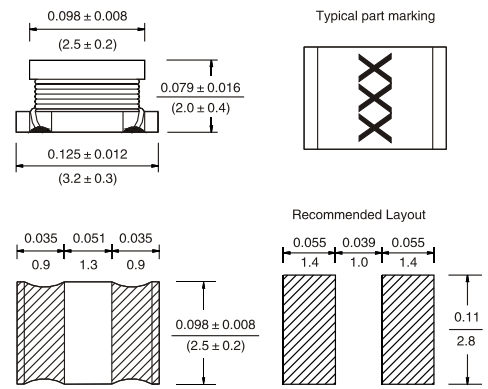 0.098 ± 0.008
(2.5 ± 0.2)
Typical part marking
XXX
0.079 ± 0.016
(2.0 ± 0.4)
0.125 ± 0.012
(3.2 ± 0.3)
Recommended Layout
0.035 0.051 0.035
0.9 1.3 0.9
0.055 0.039 0.055
1.4 1.0 1.4
0.098 ± 0.008
(2.5 ± 0.2)
0.11
2.8